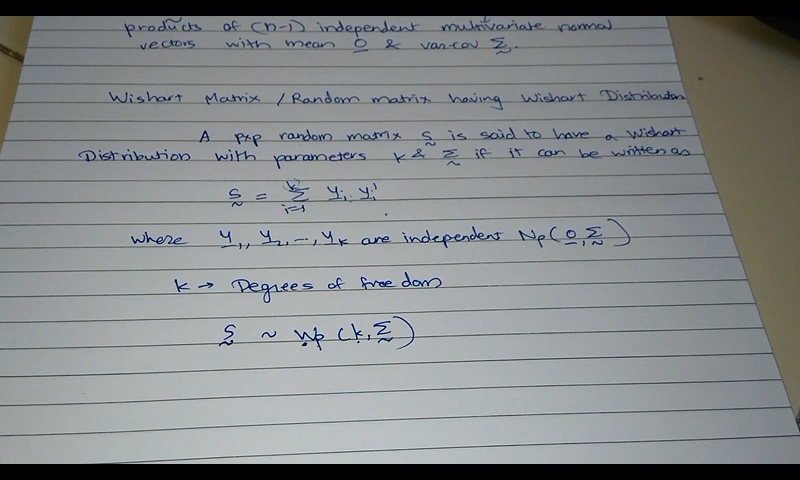 products of (n-1) independent multivariate normal
vectors with mean 0 & var-cov Σ.
Wishart Matrix / Random matrix having Wishart Distribution.
A pxp random matrix S is said to have a Wishart
Distribution with parameters k & Σ if it can be written as
S = Σ_{i=1}^{k} Y_i Y_i'
where Y_1, Y_2, ..., Y_k are independent N_p(0, Σ)
k → Degrees of freedom
S ~ W_p (k, Σ)